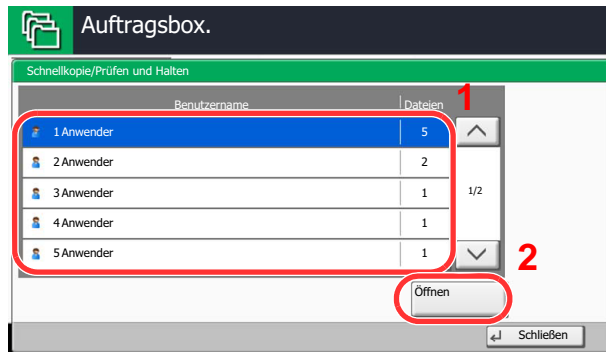 Auftragsbox.
Schnellkopie/Prüfen und Halten
Benutzername Dateien 1
1 Anwender 5
2 Anwender 2
3 Anwender 1 1/2
4 Anwender 1
5 Anwender 1 2
Öffnen
Schließen